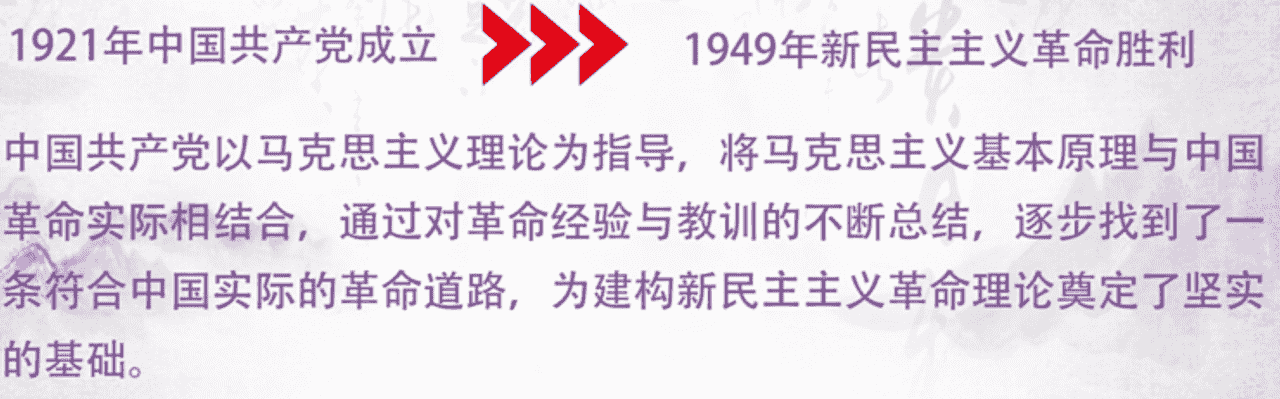 1921年中国共产党成立 1949年新民主主义革命胜利
中国共产党以马克思主义理论为指导，将马克思主义基本原理与中国
革命实际相结合，通过对革命经验与教训的不断总结，逐步找到了一
条符合中国实际的革命道路，为建构新民主主义革命理论奠定了坚实
的基础。